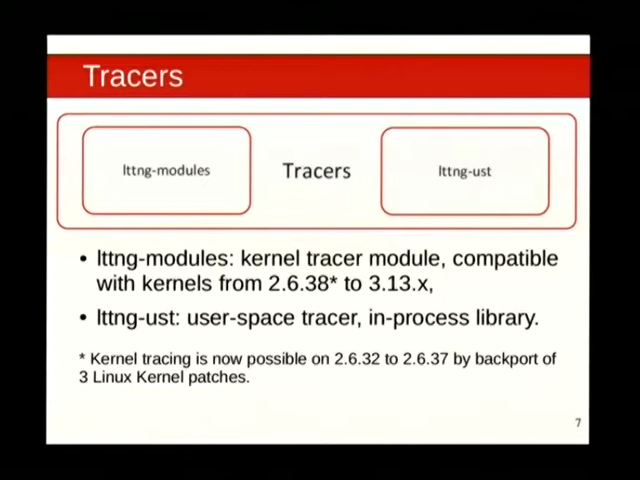 Tracers
lttng-modules
Tracers
lttng-ust
• lttng-modules: kernel tracer module, compatible
with kernels from 2.6.38* to 3.13.x,
• lttng-ust: user-space tracer, in-process library.
* Kernel tracing is now possible on 2.6.32 to 2.6.37 by backport of
3 Linux Kernel patches.
7